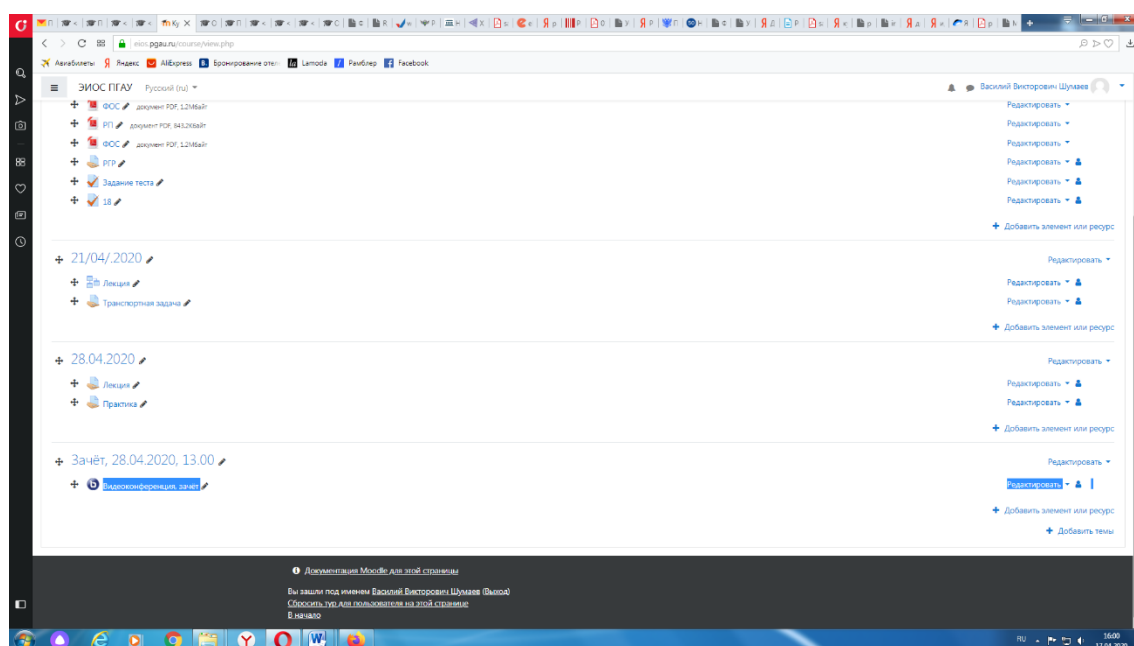 eios.pgau.ru/course/view.php
Авиабилеты Яндекс AliExpress Бронирование отел Lamoda Рамблер Facebook
ЭИОС ПГАУ Русский (ru) Василий Викторович Шумаев
ФОС документ PDF, 1.2Мбайт Редактировать
РП документ PDF, 843.2Кбайт Редактировать
ФОС документ PDF, 1.2Мбайт Редактировать
РГР Редактировать
Задание теста Редактировать
18 Редактировать
Добавить элемент или ресурс
21/04/.2020 Редактировать
Лекция Редактировать
Транспортная задача Редактировать
Добавить элемент или ресурс
28.04.2020 Редактировать
Лекция Редактировать
Практика Редактировать
Добавить элемент или ресурс
Зачёт, 28.04.2020, 13.00 Редактировать
Видеоконференция, зачёт Редактировать
Добавить элемент или ресурс
Добавить темы
Документация Moodle для этой страницы
Вы зашли под именем Василий Викторович Шумаев (Выход)
Сбросить тур для пользователя на этой странице
В начало
RU 16:00
17.04.2020